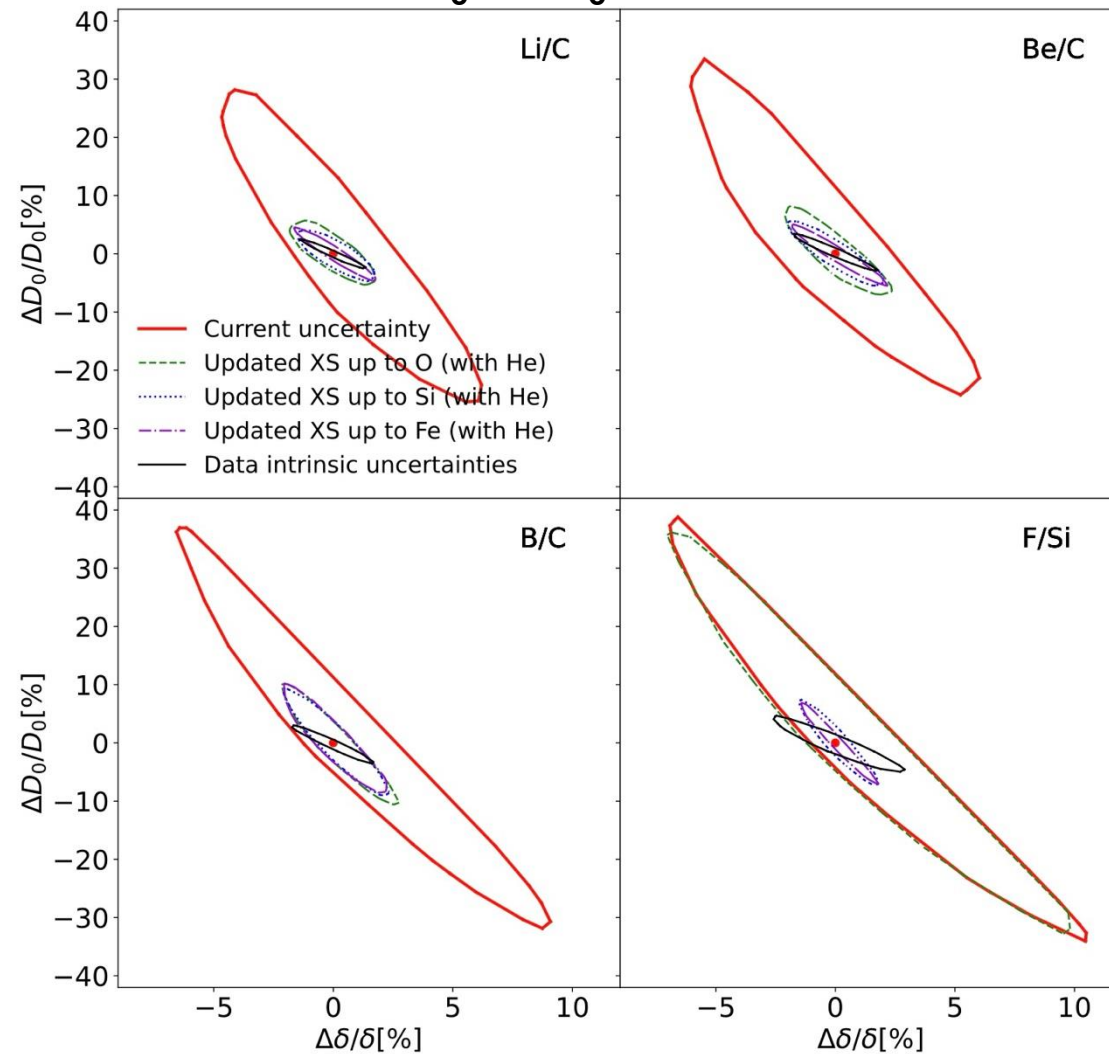 40
30
20
10
0
−10
−20
−30
−40
ΔD₀/D₀[%]
Li/C
Be/C
Current uncertainty
Updated XS up to O (with He)
Updated XS up to Si (with He)
Updated XS up to Fe (with He)
Data intrinsic uncertainties
40
30
20
10
0
−10
−20
−30
−40
ΔD₀/D₀[%]
B/C
F/Si
−5 0 5 10
−5 0 5 10
Δδ/δ[%]
Δδ/δ[%]